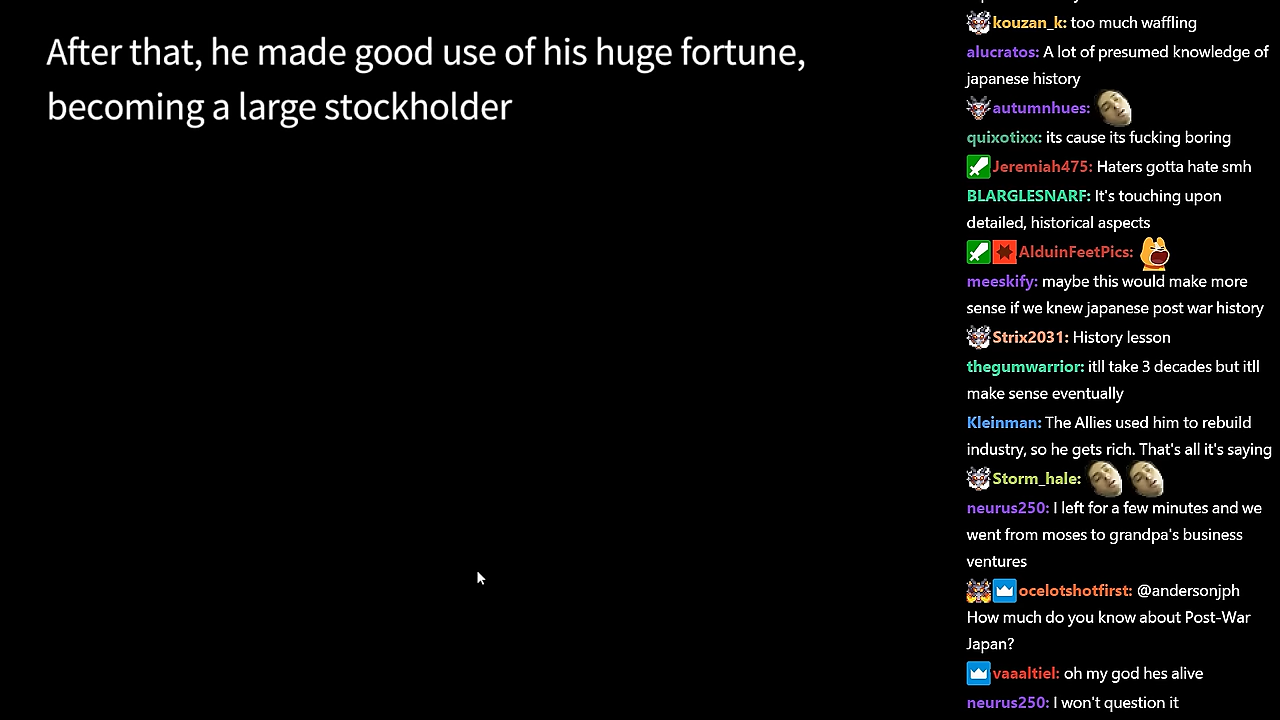 After that, he made good use of his huge fortune,
becoming a large stockholder
kouzan_k: too much waffling
alucratos: A lot of presumed knowledge of
japanese history
autumnhues:
quixotixx: its cause its fucking boring
Jeremiah475: Haters gotta hate smh
BLARGLESNARF: It's touching upon
detailed, historical aspects
AlduinFeetPics:
meeskify: maybe this would make more
sense if we knew japanese post war history
Strix2031: History lesson
thegumwarrior: itll take 3 decades but itll
make sense eventually
Kleinman: The Allies used him to rebuild
industry, so he gets rich. That's all it's saying
Storm_hale:
neurus250: I left for a few minutes and we
went from moses to grandpa's business
ventures
ocelotshotfirst: @andersonjph
How much do you know about Post-War
Japan?
vaaaltiel: oh my god hes alive
neurus250: I won't question it